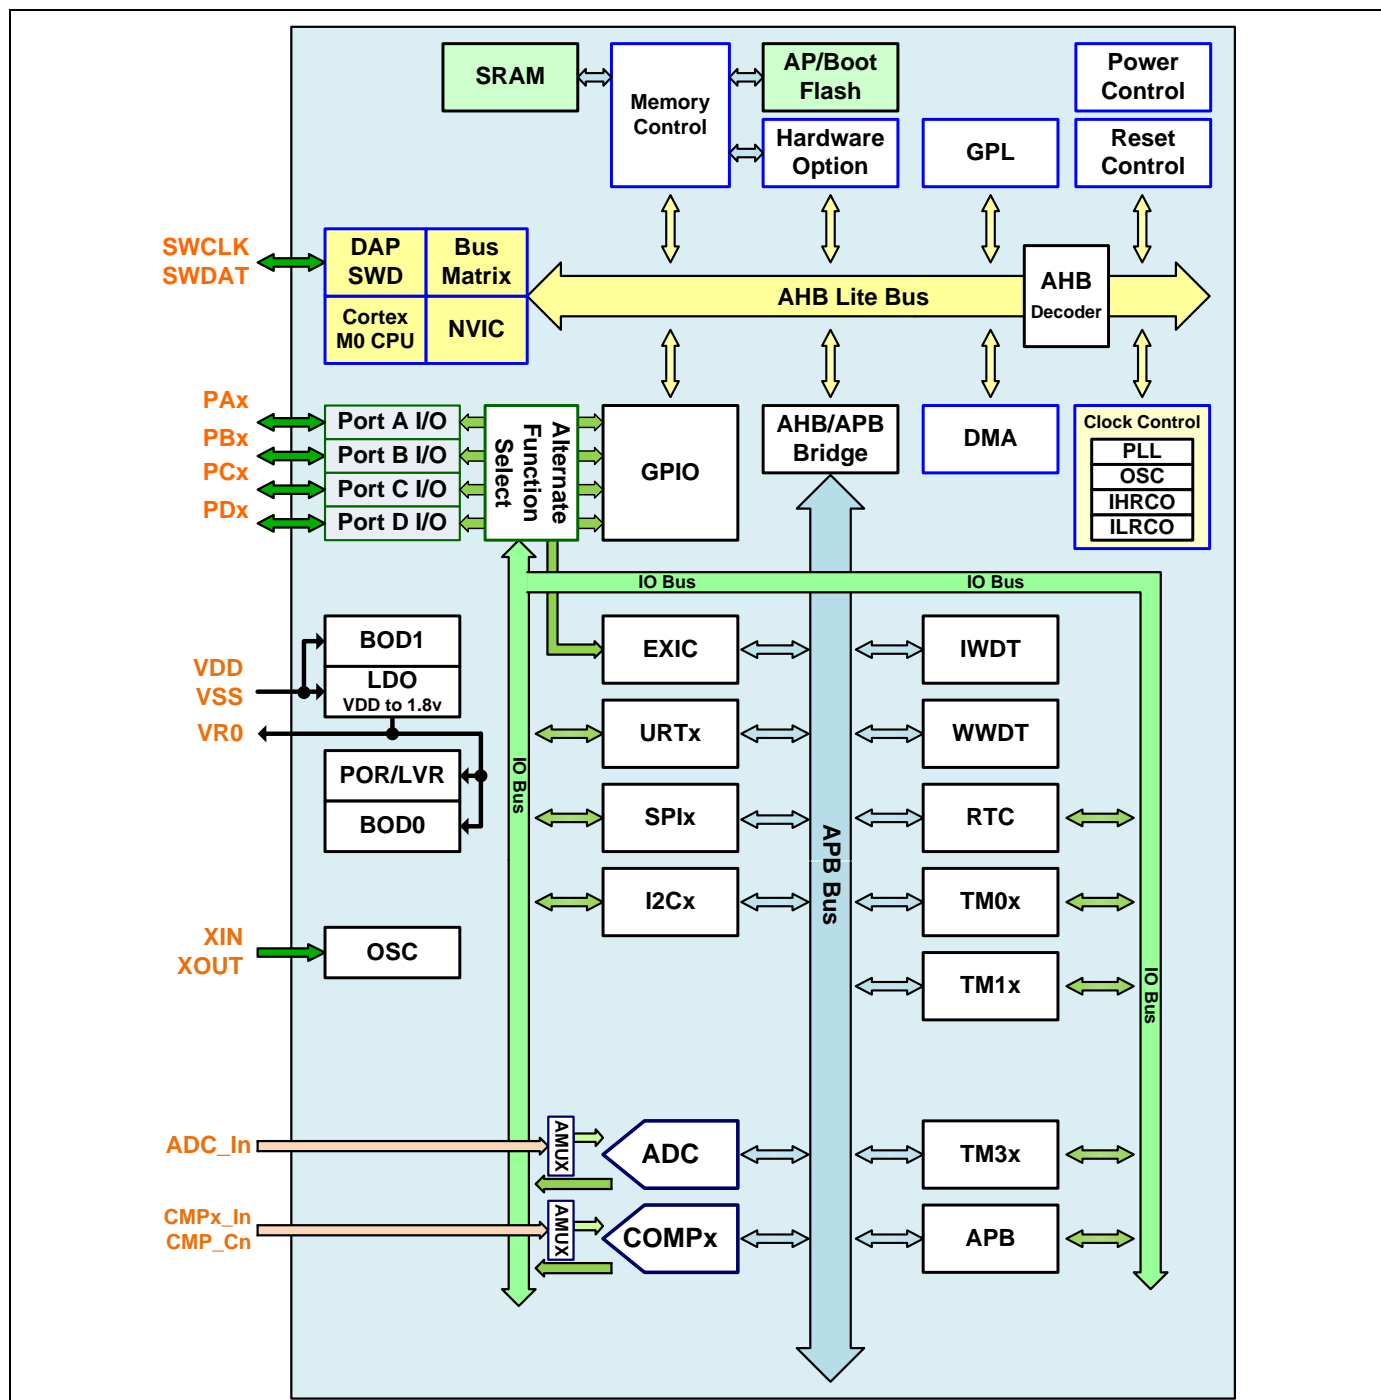 SRAM
Memory
Control
AP/Boot
Flash
Power
Control
Hardware
Option
GPL
Reset
Control
SWCLK
SWDAT
DAP
SWD
Bus
Matrix
Cortex
M0 CPU
NVIC
AHB Lite Bus
AHB
Decoder
PAx
PBx
PCx
PDx
Port A I/O
Port B I/O
Port C I/O
Port D I/O
Alternate
Function
Select
GPIO
AHB/APB
Bridge
DMA
Clock Control
PLL
OSC
IHRCO
ILRCO
IO Bus
IO Bus
VDD
VSS
VR0
BOD1
LDO
VDD to 1.8v
POR/LVR
BOD0
EXIC
IWDT
URTx
WWDT
IO Bus
SPIx
APB Bus
RTC
I2Cx
TM0x
XIN
XOUT
OSC
TM1x
IO Bus
ADC_In
AMUX
ADC
TM3x
CMPx_In
CMP_Cn
AMUX
COMPx
APB